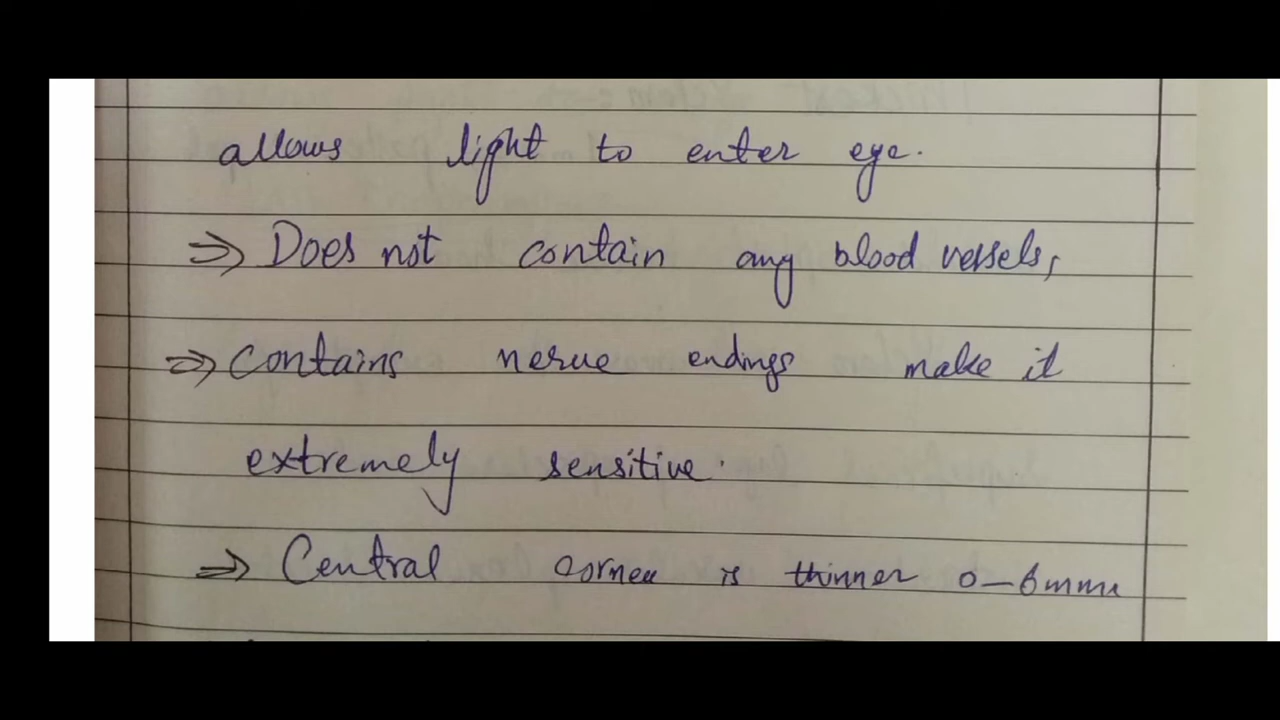 allows light to enter eye.
⇒ Does not contain any blood vessels,
⇒ Contains nerve endings make it
extremely sensitive.
⇒ Central cornea is thinner 0-6mm